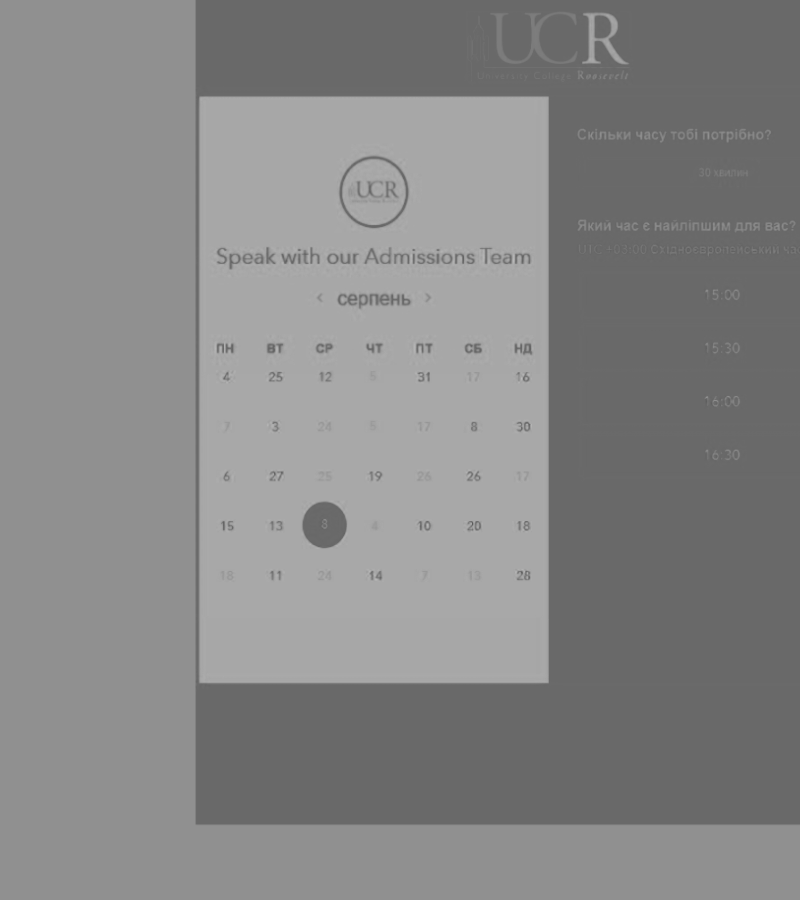 UCR
University College Roosevelt
UCR
Speak with our Admissions Team
‹ серпень ›
ПН ВТ СР ЧТ ПТ СБ НД
4 25 12 5 31 17 16
7 3 24 5 17 8 30
6 27 25 19 26 26 17
15 13 8 4 10 20 18
18 11 24 14 7 13 28
Скільки часу тобі потрібно?
30 хвилин
Який час є найліпшим для вас?
UTC +03:00 Східноєвропейський
15:00
15:30
16:00
16:30